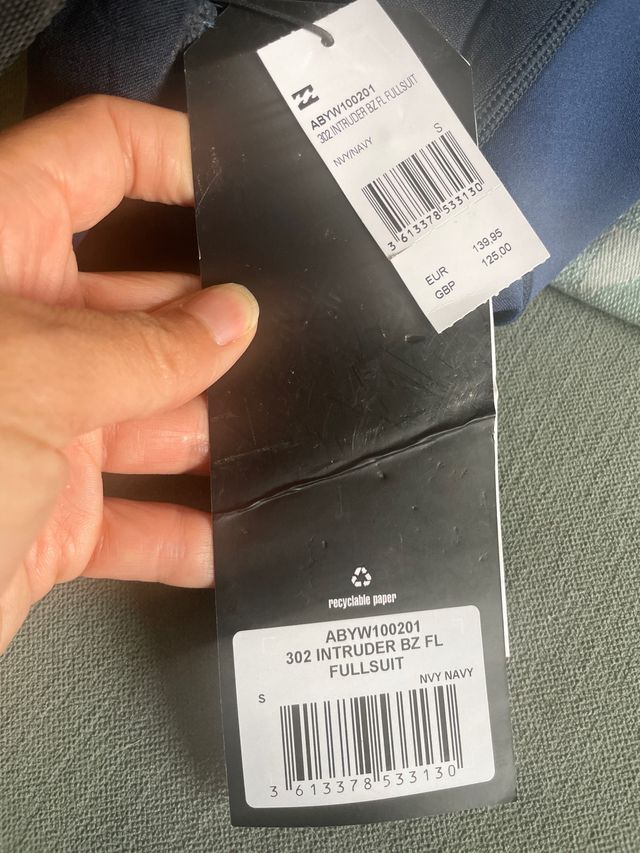 ABYW100201
302 INTRUDER BZ FL FULLSUIT
NVY/NAVY S
3 613378 533130
EUR 139,95
GBP 125.00
recyclable paper
ABYW100201
302 INTRUDER BZ FL
FULLSUIT
NVY NAVY
S
3 613378 533130